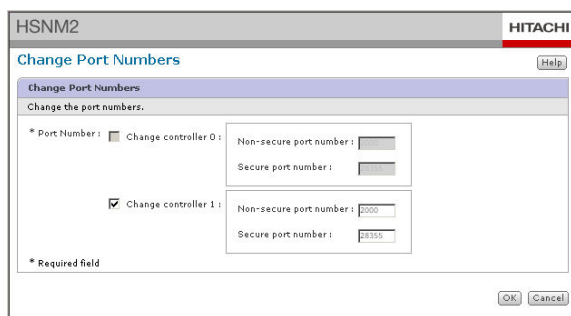 HSNM2
HITACHI
Change Port Numbers
Help
Change Port Numbers
Change the port numbers.
* Port Number : Change controller 0 :
Non-secure port number :
Secure port number :
Change controller 1 :
Non-secure port number : 2000
Secure port number : 28355
* Required field
OK Cancel